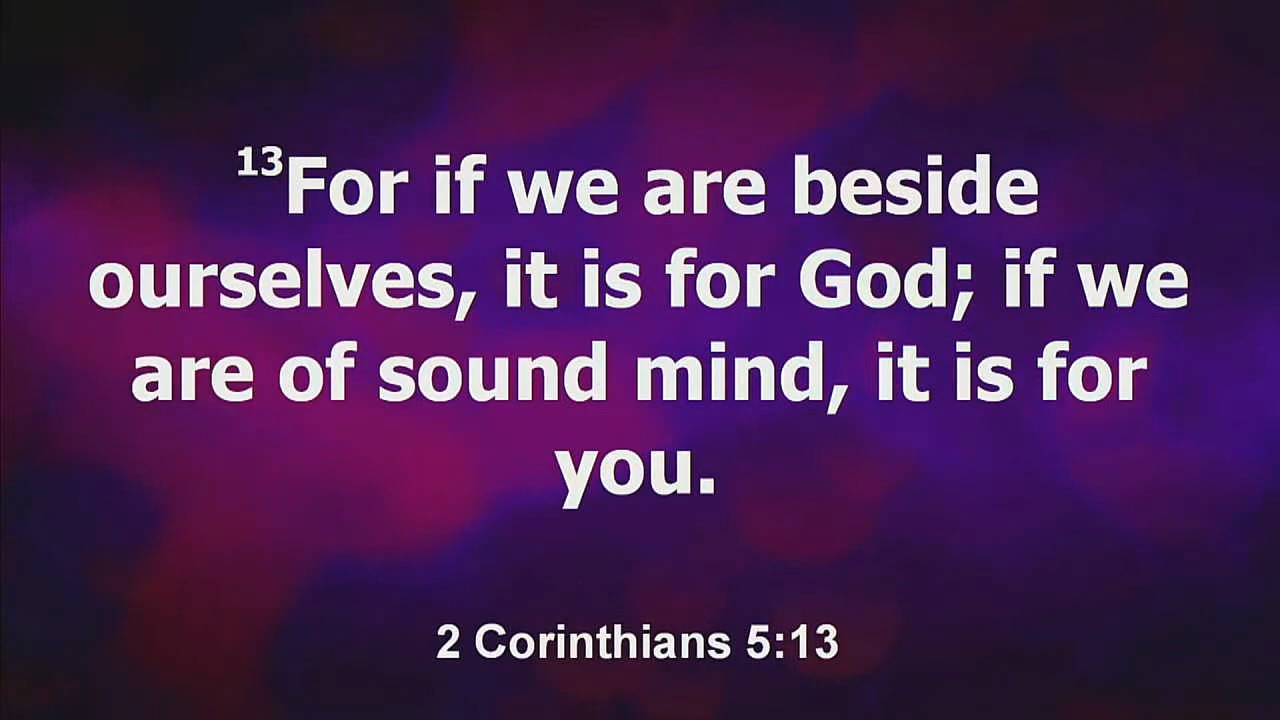 ¹³For if we are beside
ourselves, it is for God; if we
are of sound mind, it is for
you.
2 Corinthians 5:13